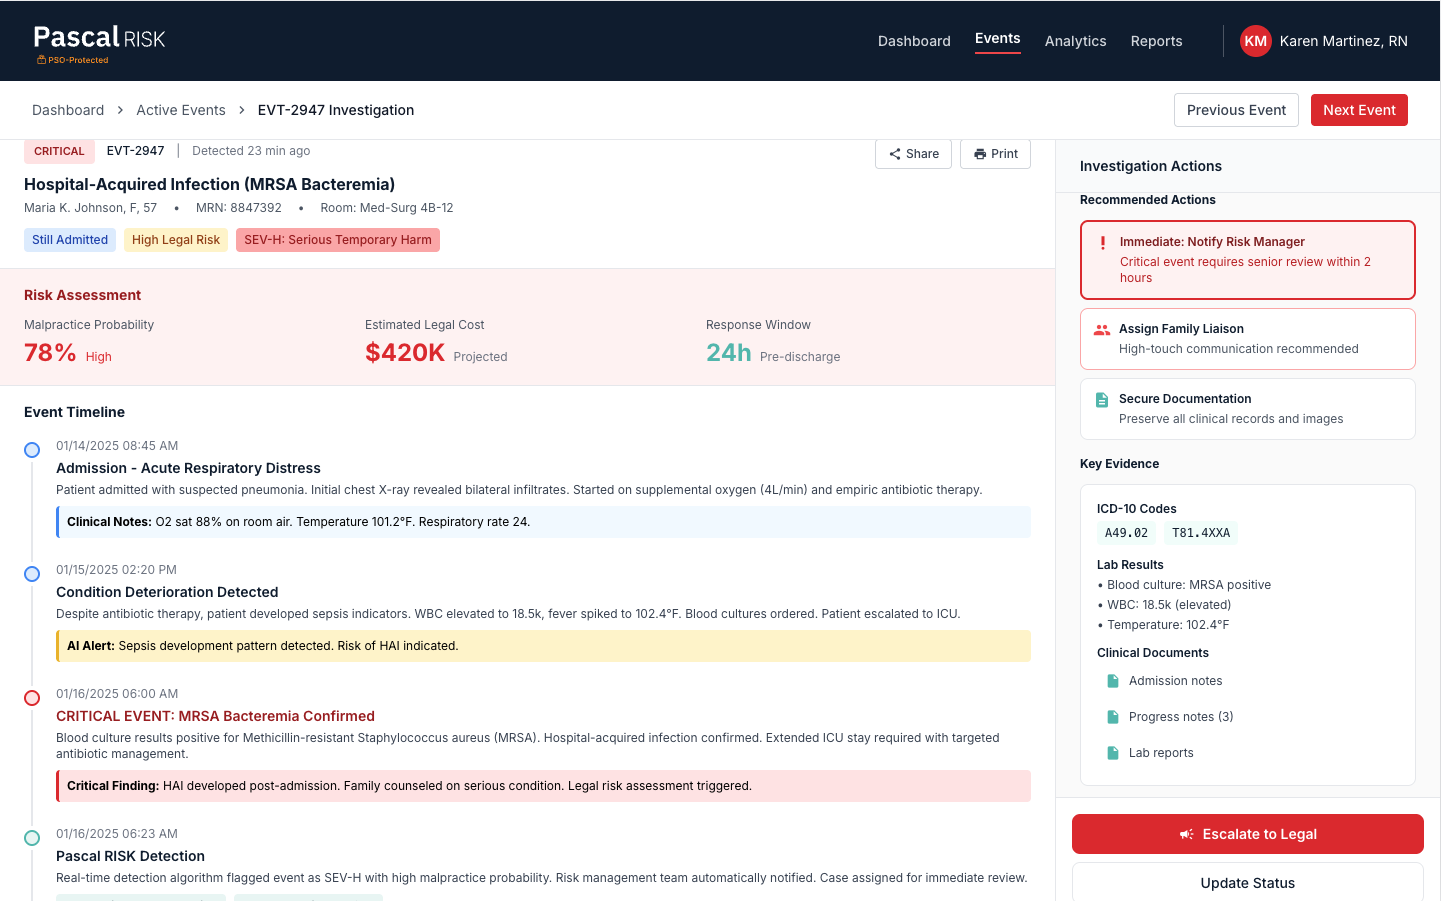 Pascal RISK
PSO-Protected
Dashboard
Events
Analytics
Reports
KM
Karen Martinez, RN
Dashboard > Active Events > EVT-2947 Investigation
Previous Event
Next Event
CRITICAL
EVT-2947 | Detected 23 min ago
Share
Print
Hospital-Acquired Infection (MRSA Bacteremia)
Maria K. Johnson, F, 57 • MRN: 8847392 • Room: Med-Surg 4B-12
Still Admitted
High Legal Risk
SEV-H: Serious Temporary Harm
Risk Assessment
Malpractice Probability
78% High
Estimated Legal Cost
$420K Projected
Response Window
24h Pre-discharge
Event Timeline
01/14/2025 08:45 AM
Admission - Acute Respiratory Distress
Patient admitted with suspected pneumonia. Initial chest X-ray revealed bilateral infiltrates. Started on supplemental oxygen (4L/min) and empiric antibiotic therapy.
Clinical Notes: O2 sat 88% on room air. Temperature 101.2°F. Respiratory rate 24.
01/15/2025 02:20 PM
Condition Deterioration Detected
Despite antibiotic therapy, patient developed sepsis indicators. WBC elevated to 18.5k, fever spiked to 102.4°F. Blood cultures ordered. Patient escalated to ICU.
AI Alert: Sepsis development pattern detected. Risk of HAI indicated.
01/16/2025 06:00 AM
CRITICAL EVENT: MRSA Bacteremia Confirmed
Blood culture results positive for Methicillin-resistant Staphylococcus aureus (MRSA). Hospital-acquired infection confirmed. Extended ICU stay required with targeted
antibiotic management.
Critical Finding: HAI developed post-admission. Family counseled on serious condition. Legal risk assessment triggered.
01/16/2025 06:23 AM
Pascal RISK Detection
Real-time detection algorithm flagged event as SEV-H with high malpractice probability. Risk management team automatically notified. Case assigned for immediate review.
Investigation Actions
Recommended Actions
Immediate: Notify Risk Manager
Critical event requires senior review within 2
hours
Assign Family Liaison
High-touch communication recommended
Secure Documentation
Preserve all clinical records and images
Key Evidence
ICD-10 Codes
A49.02
T81.4XXA
Lab Results
• Blood culture: MRSA positive
• WBC: 18.5k (elevated)
• Temperature: 102.4°F
Clinical Documents
Admission notes
Progress notes (3)
Lab reports
Escalate to Legal
Update Status